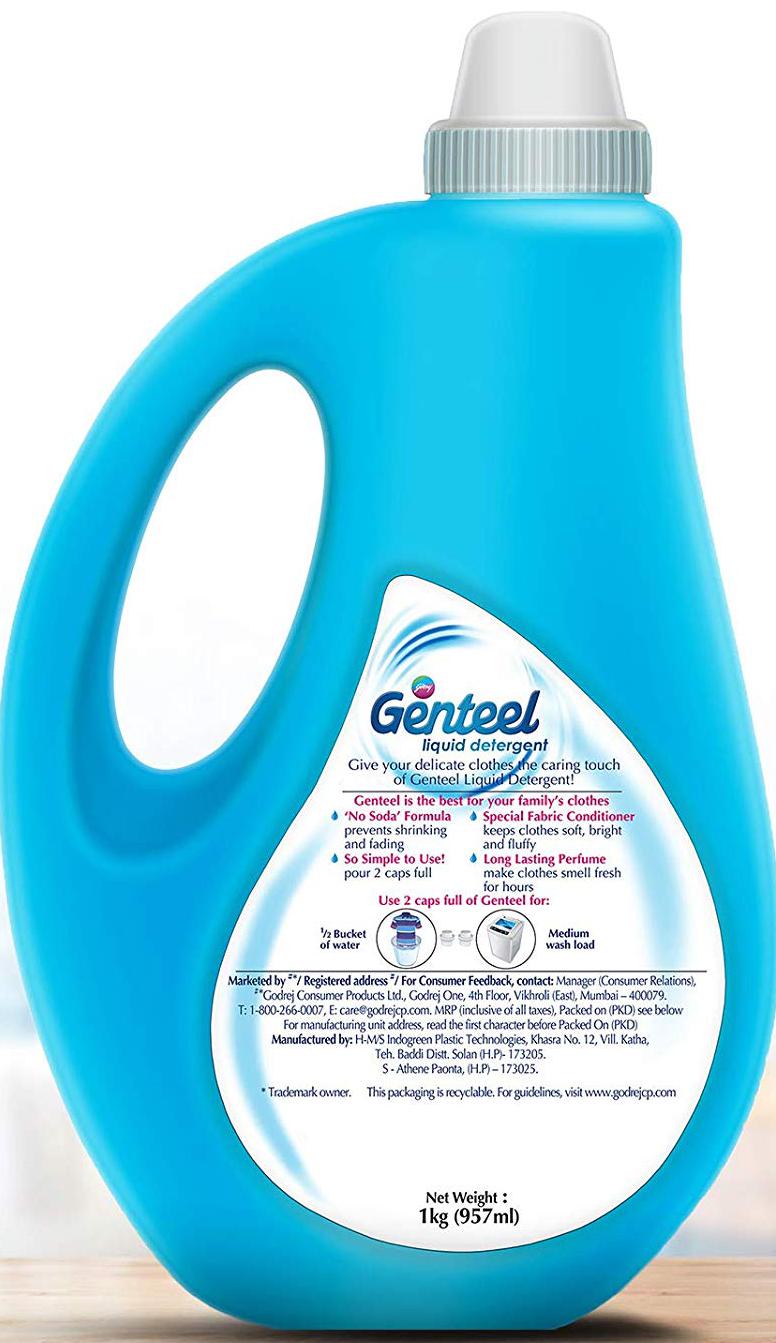 Godrej
Genteel
liquid detergent
Give your delicate clothes the caring touch
of Genteel Liquid Detergent!
Genteel is the best for your family's clothes
'No Soda' Formula
prevents shrinking
and fading
So Simple to Use!
pour 2 caps full
Special Fabric Conditioner
keeps clothes soft, bright
and fluffy
Long Lasting Perfume
make clothes smell fresh
for hours
Use 2 caps full of Genteel for:
½ Bucket
of water
Medium
wash load
Marketed by #*/ Registered address #/ For Consumer Feedback, contact: Manager (Consumer Relations),
#*Godrej Consumer Products Ltd., Godrej One, 4th Floor, Vikhroli (East), Mumbai – 400079.
T: 1-800-266-0007, E: care@godrejcp.com. MRP (inclusive of all taxes), Packed on (PKD) see below
For manufacturing unit address, read the first character before Packed On (PKD)
Manufactured by: H-M/S Indogreen Plastic Technologies, Khasra No. 12, Vill. Katha,
Teh. Baddi Distt. Solan (H.P)- 173205.
S - Athene Paonta, (H.P) – 173025.
* Trademark owner. This packaging is recyclable. For guidelines, visit www.godrejcp.com
Net Weight :
1kg (957ml)